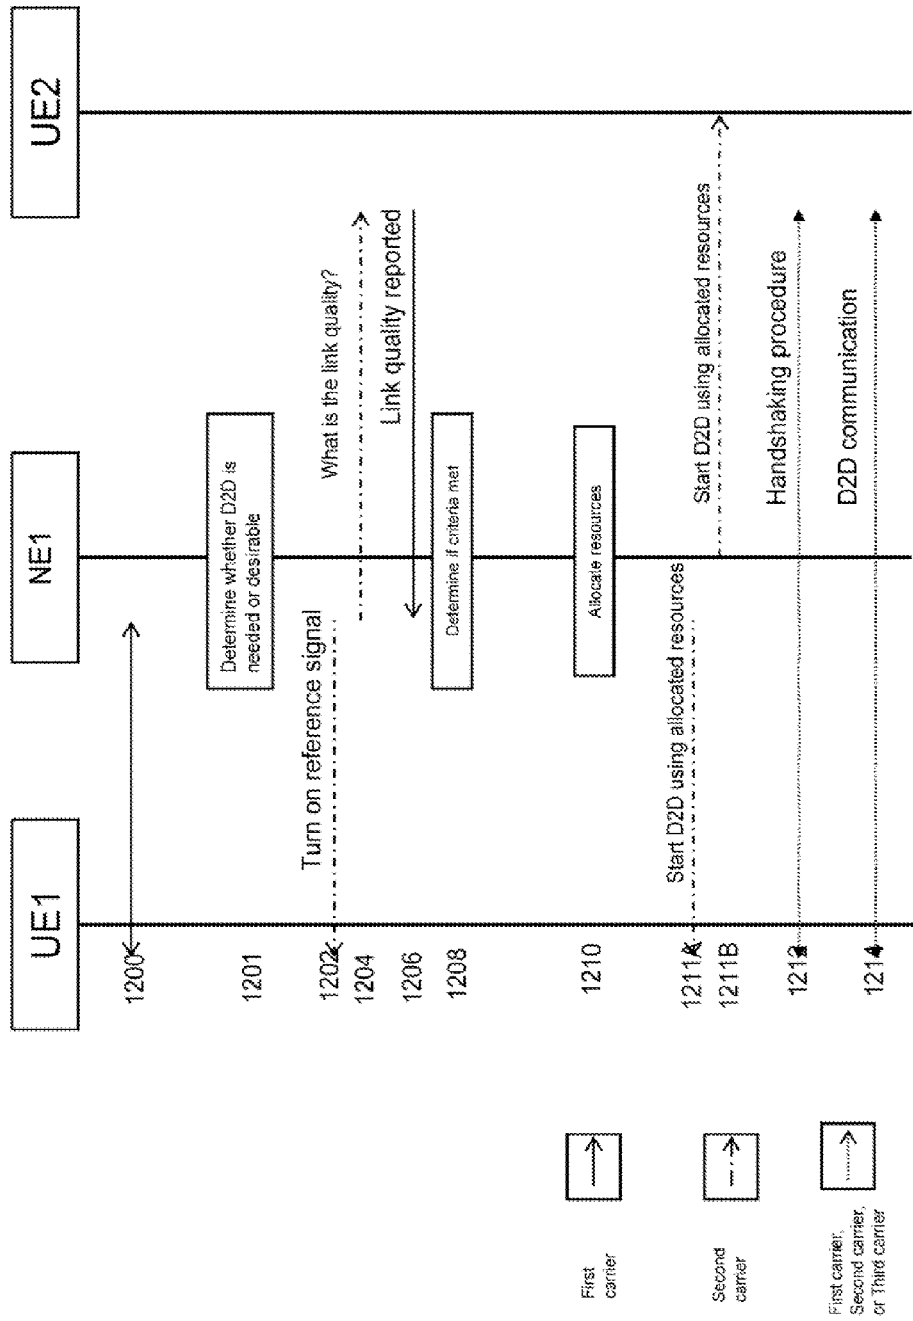 UE1
NE1
UE2
1200
1201
Determine whether D2D is
needed or desirable
1202
Turn on reference signal
1204
What is the link quality?
1206
Link quality reported
1208
Determine if criteria met
1210
Allocate resources
1211A
Start D2D using allocated resources
1211B
Start D2D using allocated resources
1212
Handshaking procedure
1214
D2D communication
First
carrier
Second
carrier
First carrier,
Second carrier,
or Third carrier